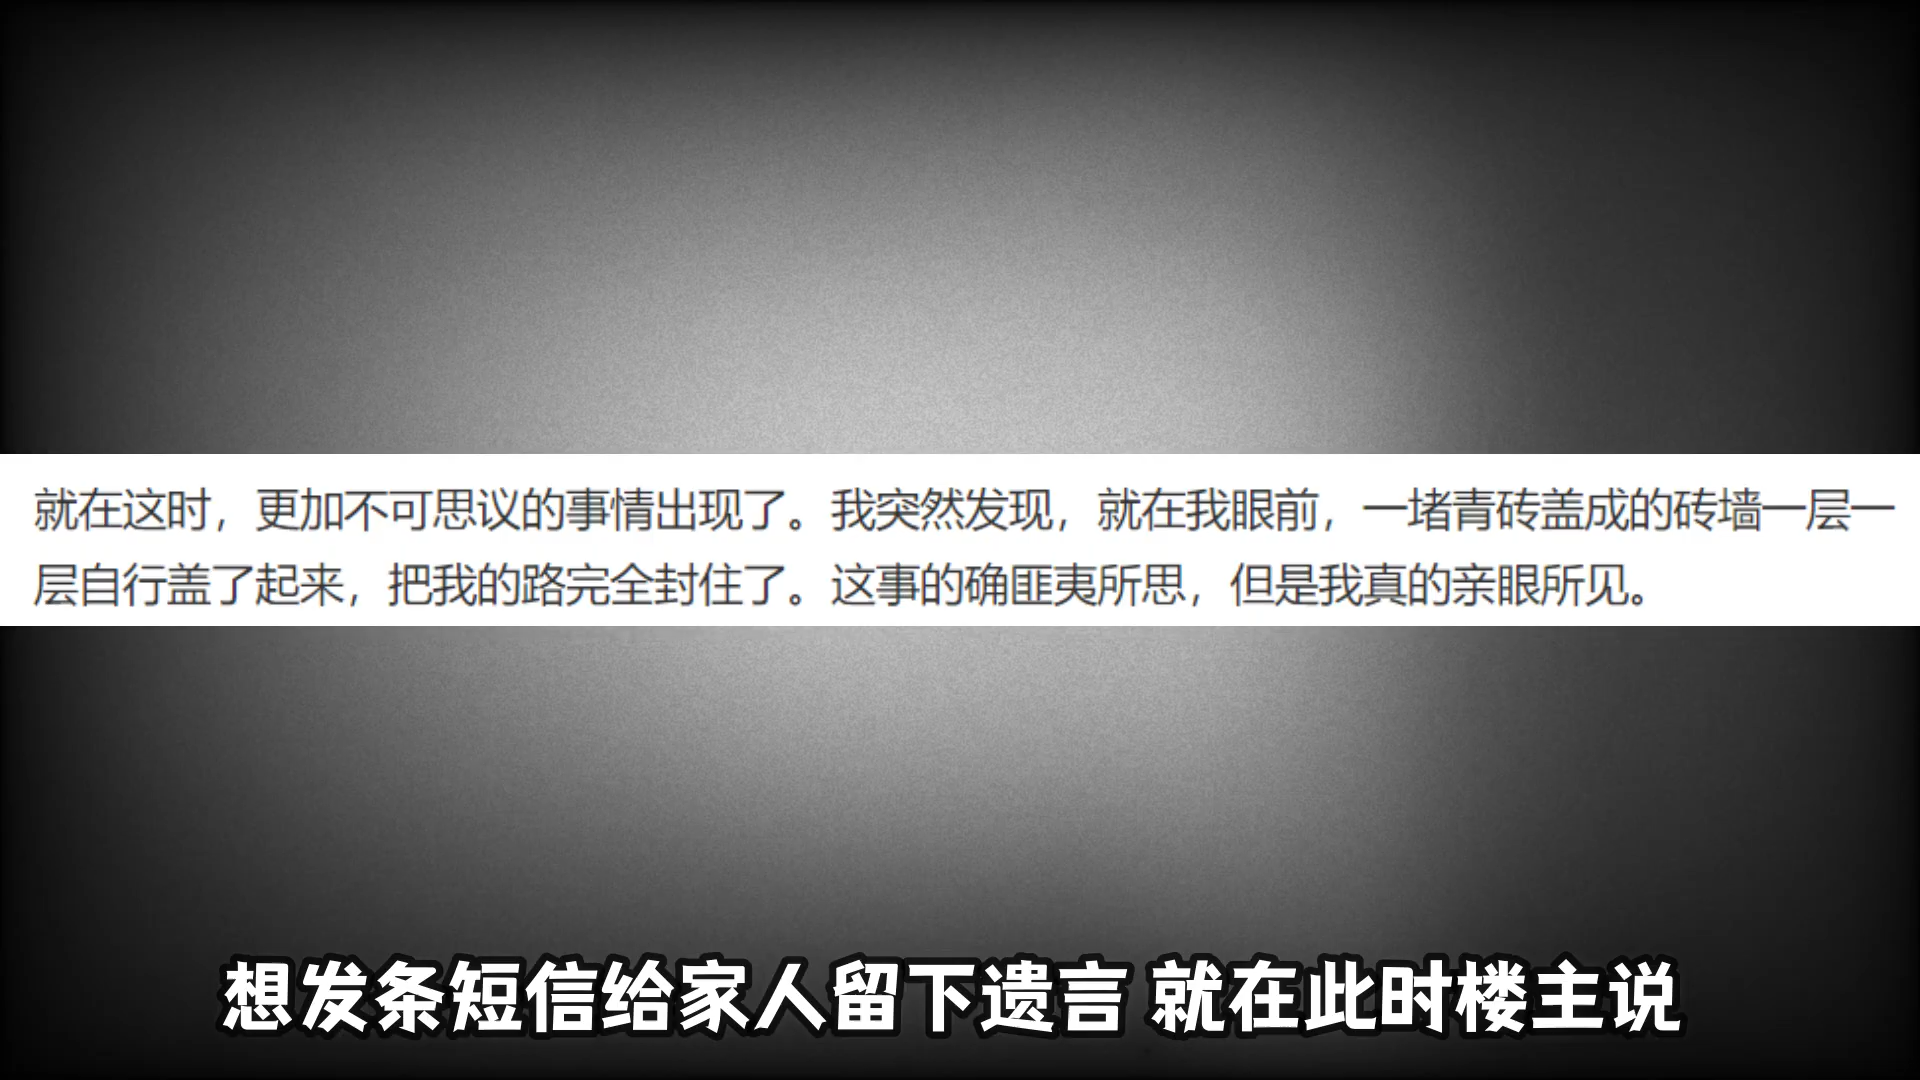 就在这时，更加不可思议的事情出现了。我突然发现，就在我眼前，一堵青砖盖成的砖墙一层一
层自行盖了起来，把我的路完全封住了。这事的确匪夷所思，但是我真的亲眼所见。
想发条短信给家人留下遗言 就在此时楼主说